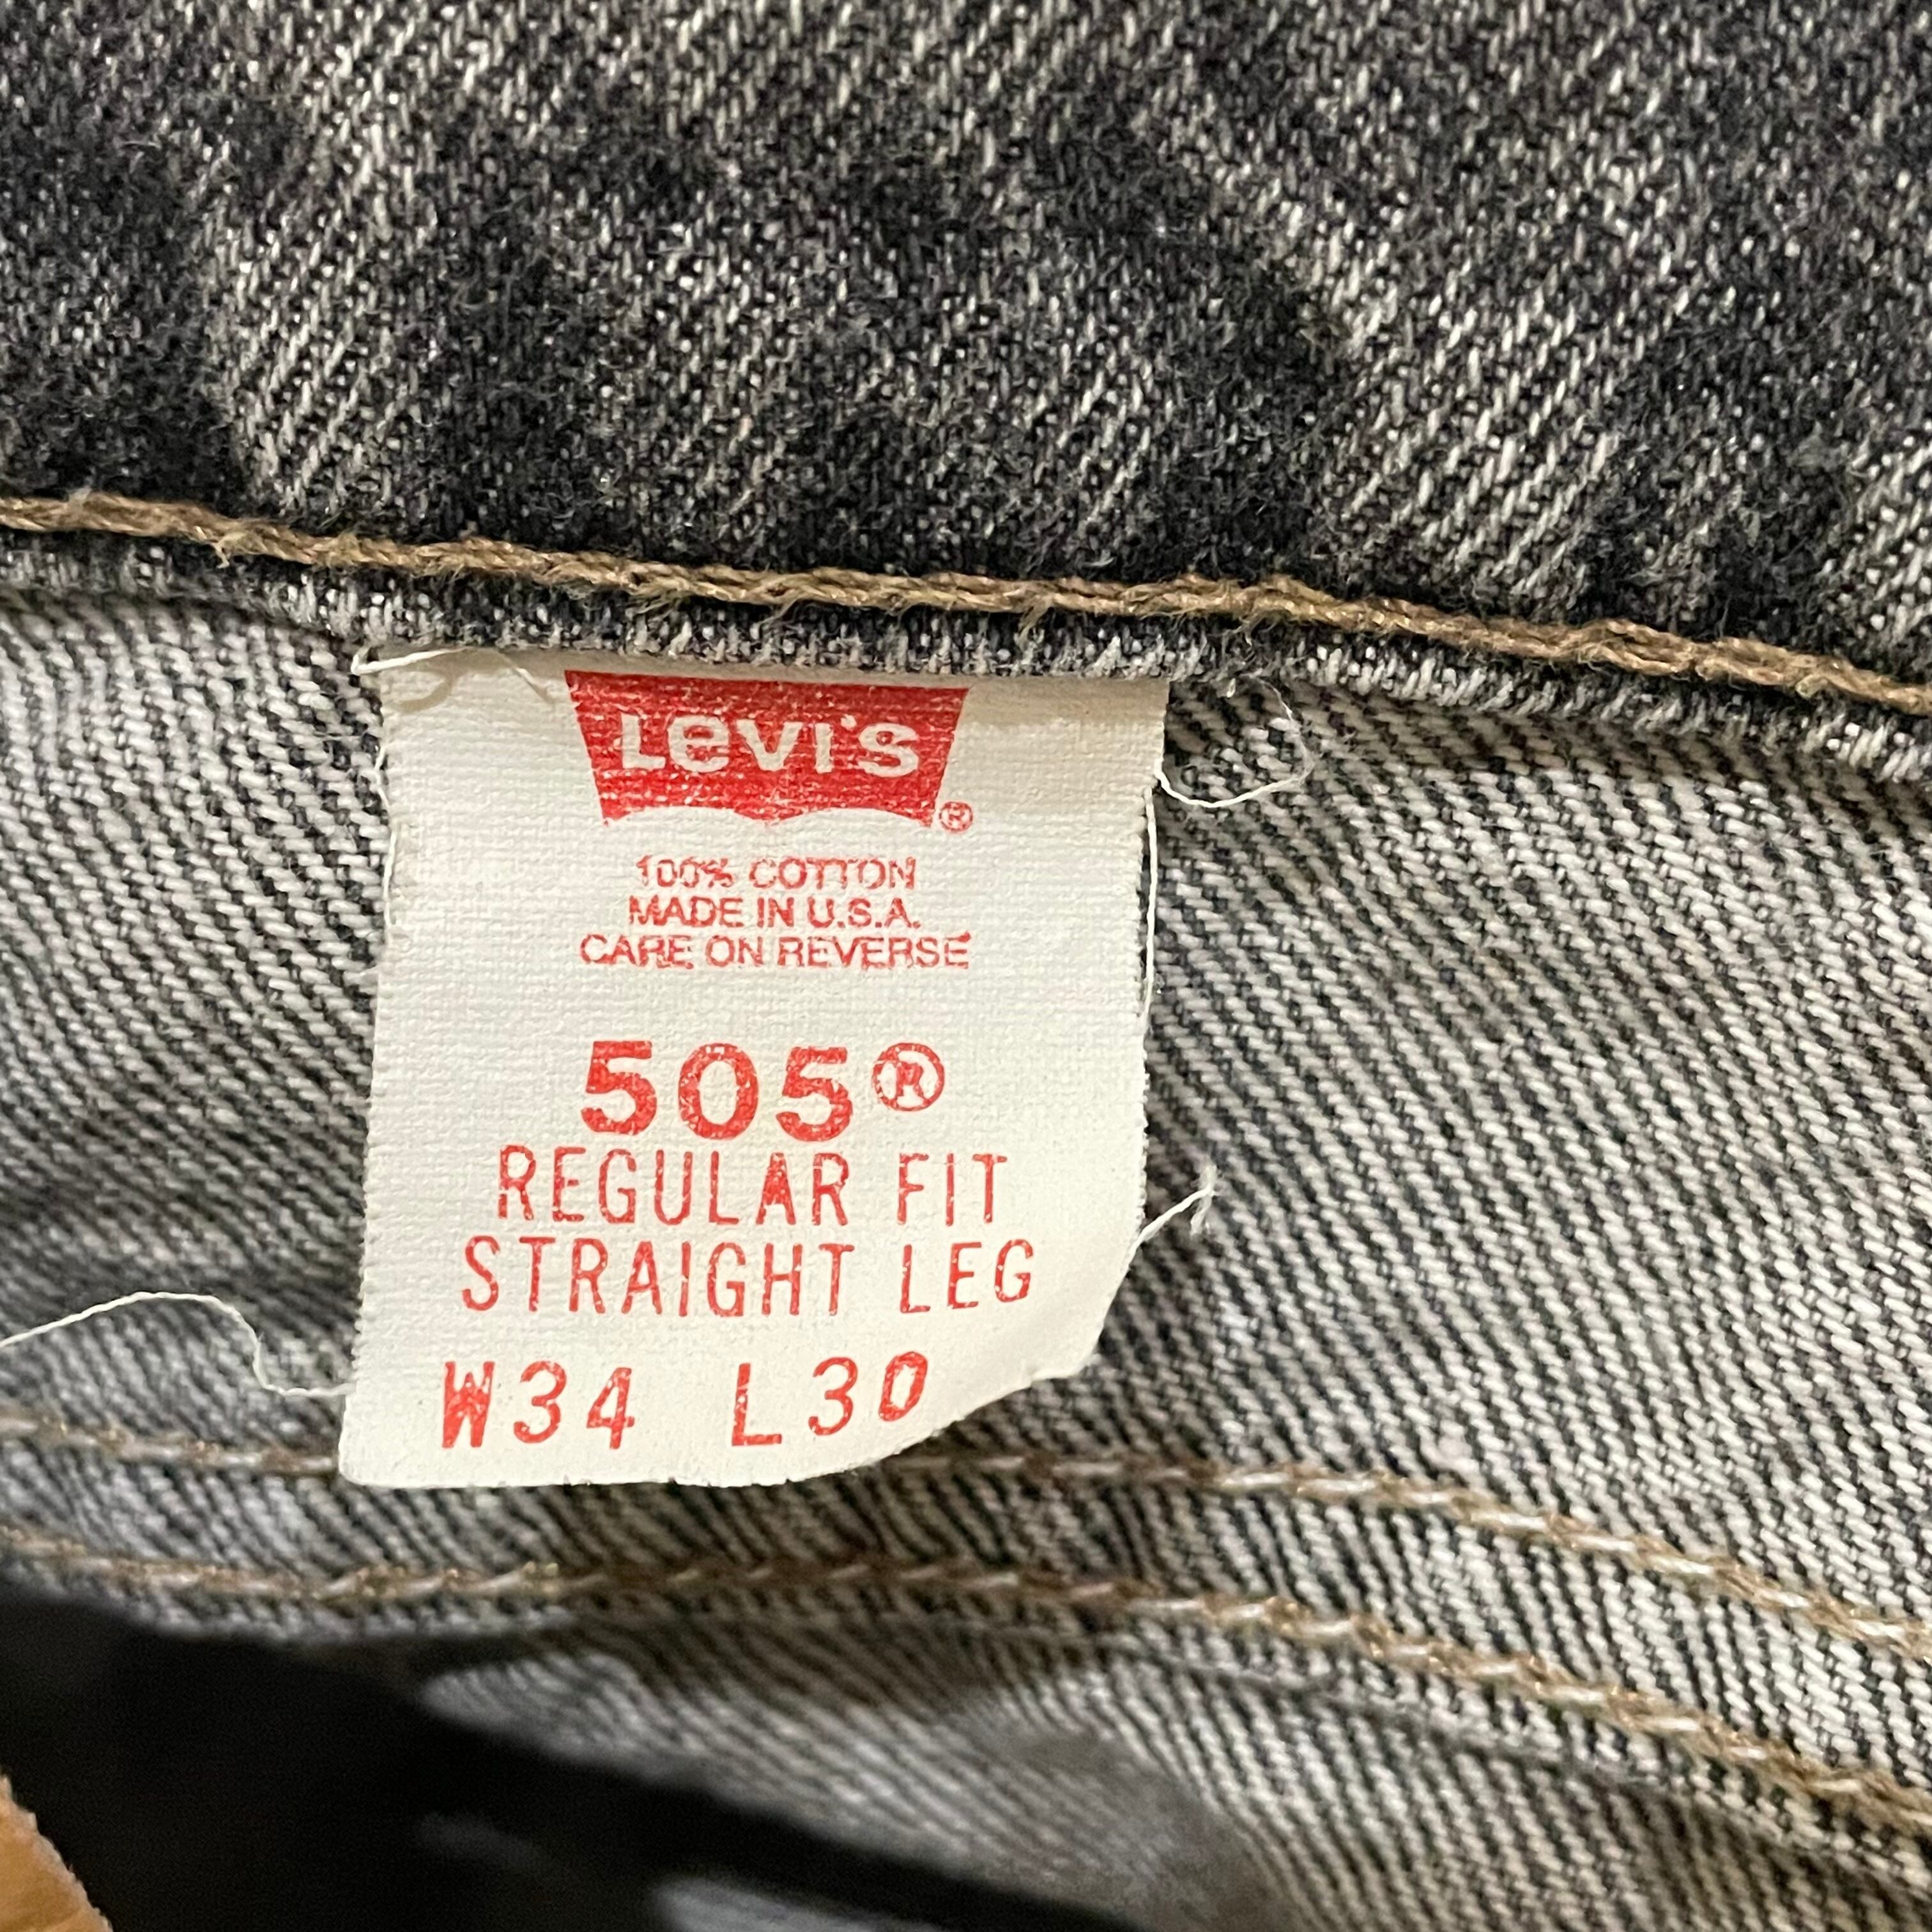 Levi's®
100% COTTON
MADE IN U.S.A.
CARE ON REVERSE
505®
REGULAR FIT
STRAIGHT LEG
W34 L30